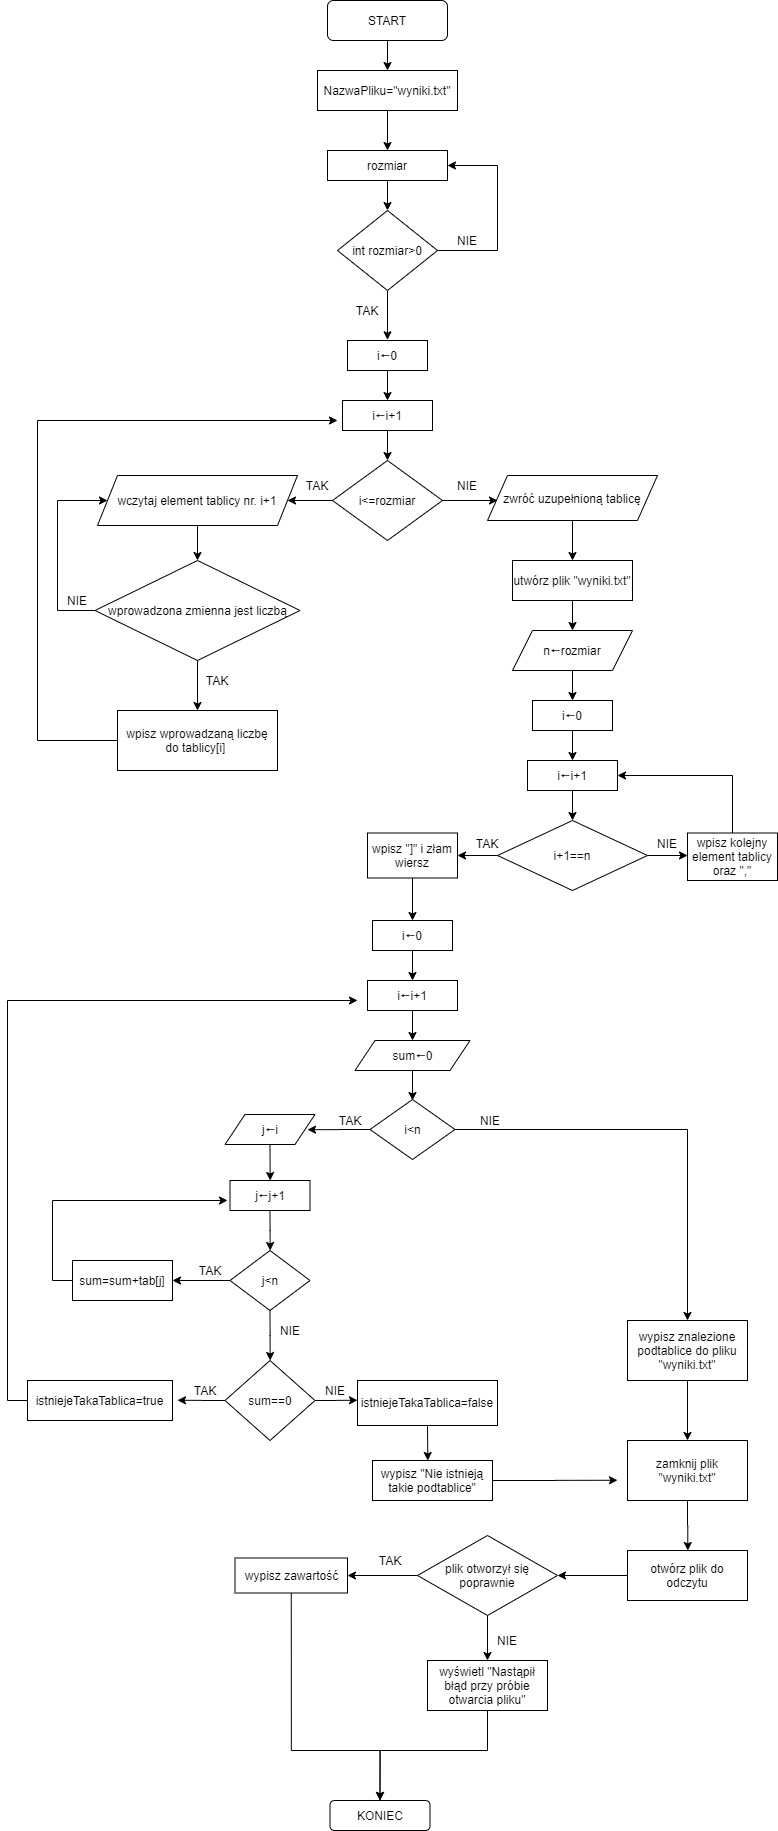 START
NazwaPliku="wyniki.txt"
rozmiar
int rozmiar>0
NIE
TAK
i←0
i←i+1
i<=rozmiar
TAK
NIE
wczytaj element tablicy nr. i+1
zwróć uzupełnioną tablicę
wprowadzona zmienna jest liczbą
NIE
TAK
wpisz wprowadzaną liczbę
do tablicy[i]
utwórz plik "wyniki.txt"
n←rozmiar
i←0
i←i+1
i+1==n
TAK
NIE
wpisz kolejny
element tablicy
oraz ","
wpisz "]" i złam
wiersz
i←0
i←i+1
sum←0
i<n
TAK
NIE
j←i
j←j+1
j<n
TAK
sum=sum+tab[j]
NIE
sum==0
TAK
NIE
istniejeTakaTablica=true
istniejeTakaTablica=false
wypisz "Nie istnieją
takie podtablice"
wypisz znalezione
podtablice do pliku
"wyniki.txt"
zamknij plik
"wyniki.txt"
otwórz plik do
odczytu
plik otworzył się
poprawnie
TAK
NIE
wypisz zawartość
wyświetl "Nastąpił
błąd przy próbie
otwarcia pliku"
KONIEC